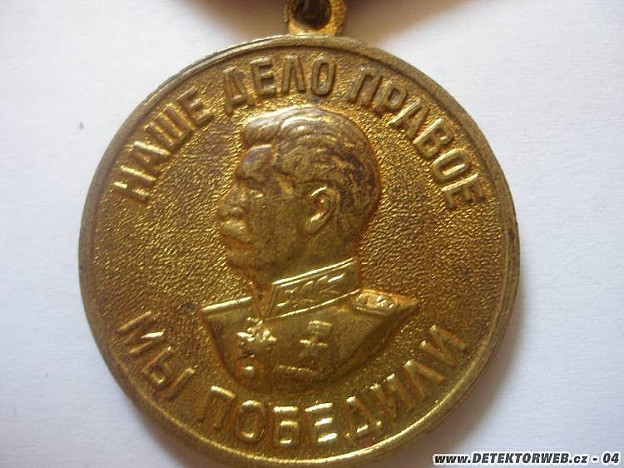 НАШЕ ДЕЛО ПРАВОЕ
МЫ ПОБЕДИЛИ
www.DETEKTORWEB.cz - 04